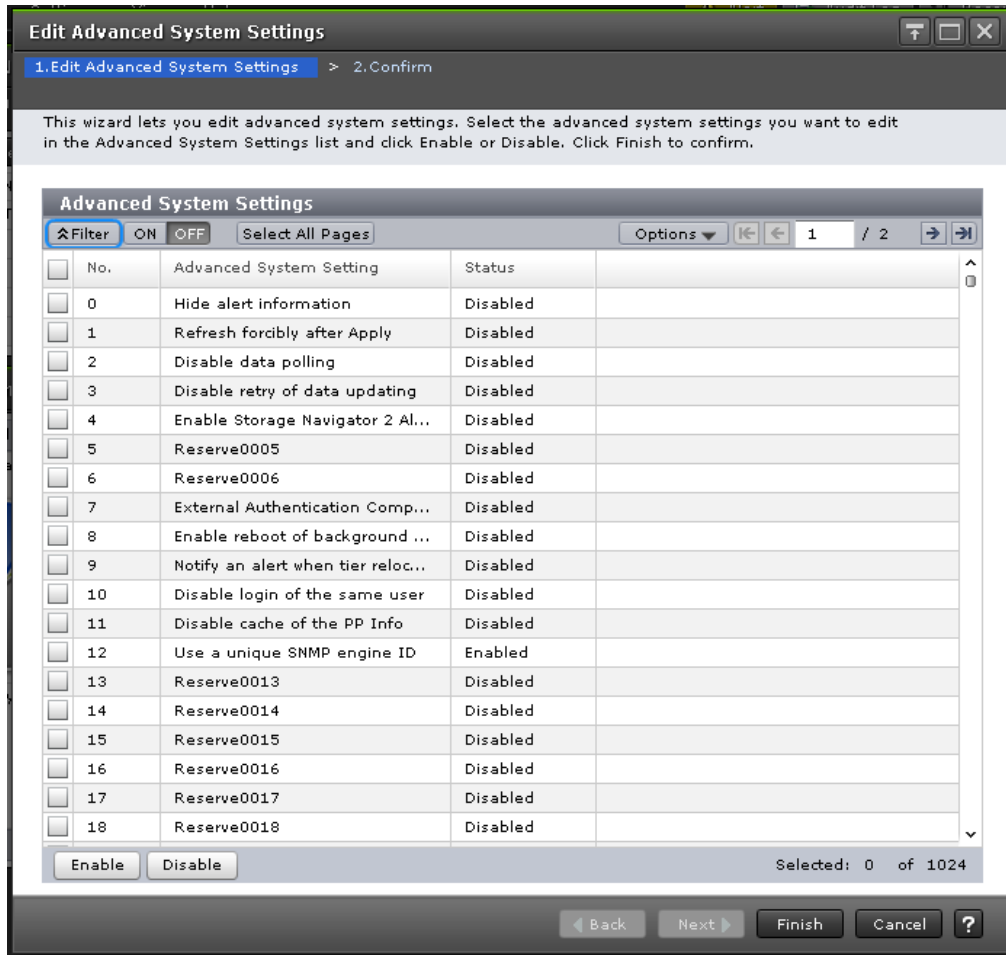 Edit Advanced System Settings
1.Edit Advanced System Settings > 2.Confirm
This wizard lets you edit advanced system settings. Select the advanced system settings you want to edit
in the Advanced System Settings list and click Enable or Disable. Click Finish to confirm.
Advanced System Settings
Filter ON OFF Select All Pages Options 1 / 2
No. Advanced System Setting Status
0 Hide alert information Disabled
1 Refresh forcibly after Apply Disabled
2 Disable data polling Disabled
3 Disable retry of data updating Disabled
4 Enable Storage Navigator 2 Al... Disabled
5 Reserve0005 Disabled
6 Reserve0006 Disabled
7 External Authentication Comp... Disabled
8 Enable reboot of background ... Disabled
9 Notify an alert when tier reloc... Disabled
10 Disable login of the same user Disabled
11 Disable cache of the PP Info Disabled
12 Use a unique SNMP engine ID Enabled
13 Reserve0013 Disabled
14 Reserve0014 Disabled
15 Reserve0015 Disabled
16 Reserve0016 Disabled
17 Reserve0017 Disabled
18 Reserve0018 Disabled
Enable Disable Selected: 0 of 1024
Back Next Finish Cancel ?